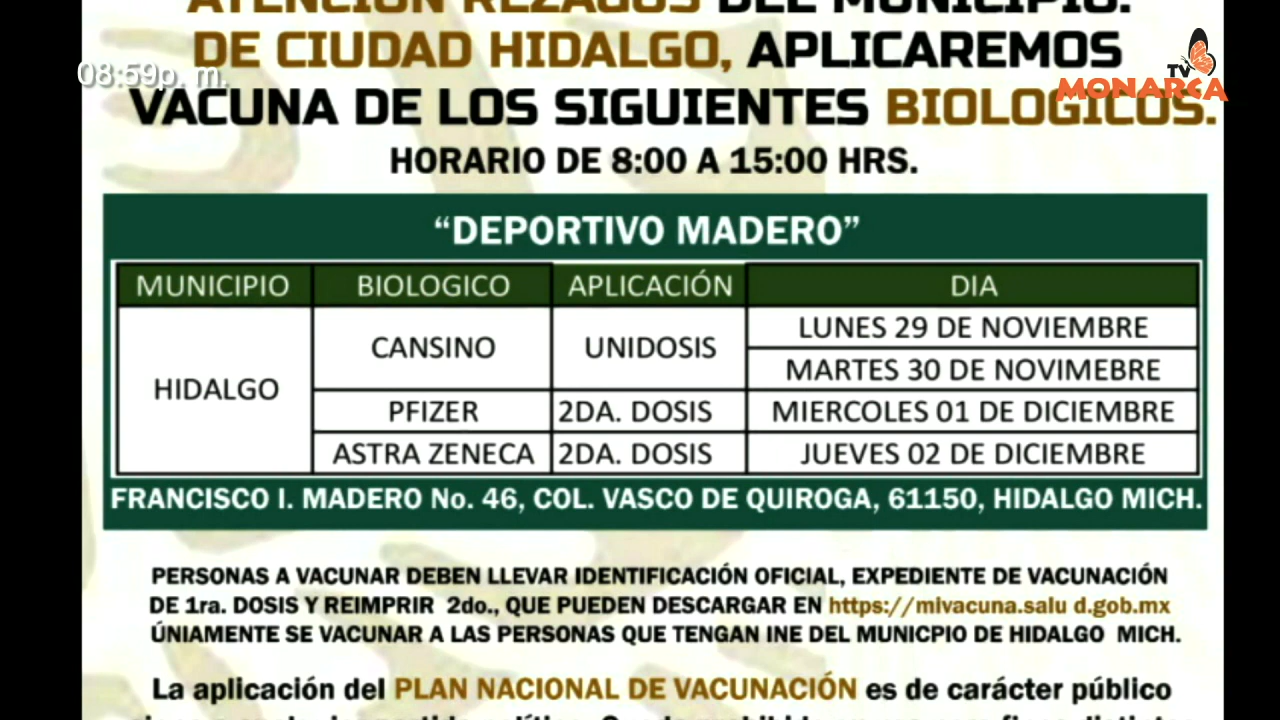 ATENCIÓN REZAGOS DEL MUNICIPIO.
DE CIUDAD HIDALGO, APLICAREMOS
08:59p. m.
TV
MONARCA
VACUNA DE LOS SIGUIENTES BIOLOGICOS.
HORARIO DE 8:00 A 15:00 HRS.
“DEPORTIVO MADERO”
MUNICIPIO BIOLOGICO APLICACIÓN DIA
HIDALGO CANSINO UNIDOSIS LUNES 29 DE NOVIEMBRE
MARTES 30 DE NOVIMEBRE
PFIZER 2DA. DOSIS MIERCOLES 01 DE DICIEMBRE
ASTRA ZENECA 2DA. DOSIS JUEVES 02 DE DICIEMBRE
FRANCISCO I. MADERO No. 46, COL. VASCO DE QUIROGA, 61150, HIDALGO MICH.
PERSONAS A VACUNAR DEBEN LLEVAR IDENTIFICACIÓN OFICIAL, EXPEDIENTE DE VACUNACIÓN
DE 1ra. DOSIS Y REIMPRIR 2do., QUE PUEDEN DESCARGAR EN https://mivacuna.salu d.gob.mx
ÚNIAMENTE SE VACUNAR A LAS PERSONAS QUE TENGAN INE DEL MUNICPIO DE HIDALGO MICH.
La aplicación del PLAN NACIONAL DE VACUNACIÓN es de carácter público